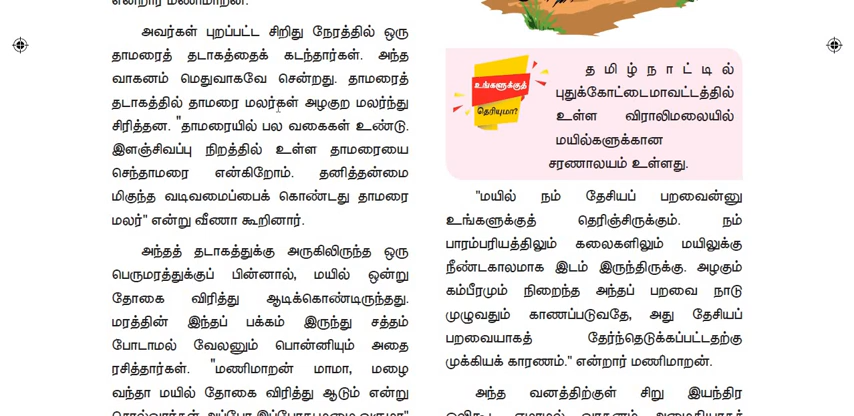 என்றார் மணிமாறன்.
அவர்கள் புறப்பட்ட சிறிது நேரத்தில் ஒரு
தாமரைத் தடாகத்தைக் கடந்தார்கள். அந்த
வாகனம் மெதுவாகவே சென்றது. தாமரைத்
தடாகத்தில் தாமரை மலர்கள் அழகுற மலர்ந்து
சிரித்தன. "தாமரையில் பல வகைகள் உண்டு.
இளஞ்சிவப்பு நிறத்தில் உள்ள தாமரையை
செந்தாமரை என்கிறோம். தனித்தன்மை
மிகுந்த வடிவமைப்பைக் கொண்டது தாமரை
மலர்" என்று வீணா கூறினார்.
அந்தத் தடாகத்துக்கு அருகிலிருந்த ஒரு
பெருமரத்துக்குப் பின்னால், மயில் ஒன்று
தோகை விரித்து ஆடிக்கொண்டிருந்தது.
மரத்தின் இந்தப் பக்கம் இருந்து சத்தம்
போடாமல் வேலனும் பொன்னியும் அதை
ரசித்தார்கள். "மணிமாறன் மாமா, மழை
வந்தா மயில் தோகை விரித்து ஆடும் என்று
சொல்வார்கள். அப்போ இப்போது மழை வருமா"
உங்களுக்குத்
தெரியுமா?
தமிழ்நாட்டில்
புதுக்கோட்டைமாவட்டத்தில்
உள்ள விராலிமலையில்
மயில்களுக்கான
சரணாலயம் உள்ளது.
"மயில் நம் தேசியப் பறவைன்னு
உங்களுக்குத் தெரிஞ்சிருக்கும். நம்
பாரம்பரியத்திலும் கலைகளிலும் மயிலுக்கு
நீண்டகாலமாக இடம் இருந்திருக்கு. அழகும்
கம்பீரமும் நிறைந்த அந்தப் பறவை நாடு
முழுவதும் காணப்படுவதே, அது தேசியப்
பறவையாகத் தேர்ந்தெடுக்கப்பட்டதற்கு
முக்கியக் காரணம்." என்றார் மணிமாறன்.
அந்த வனத்திற்குள் சிறு இயந்திர